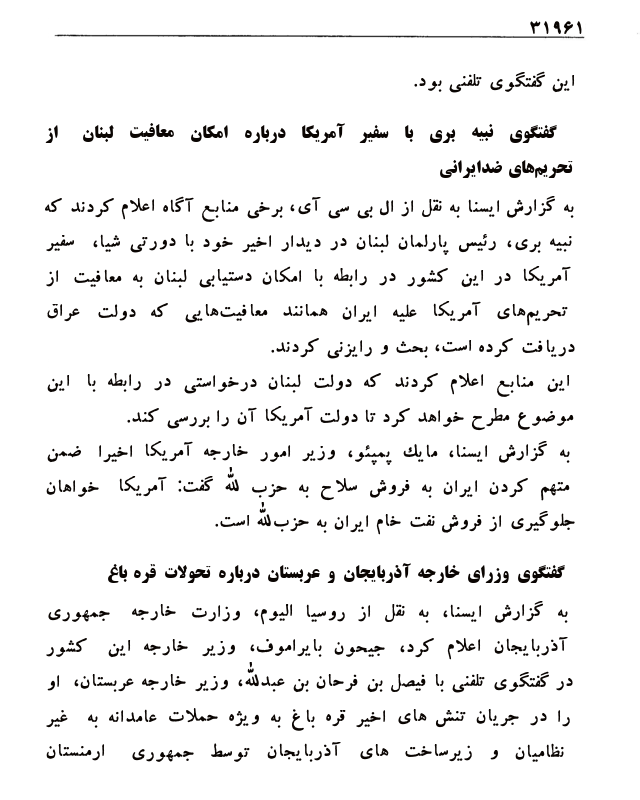 ۳۱۹۶۱
این گفتگوی تلفنی بود.
گفتگوی نبیه بری با سفیر آمریکا درباره امکان معافیت لبنان از
تحریم‌های ضدایرانی
به گزارش ایسنا به نقل از ال بی سی آی، برخی منابع آگاه اعلام کردند که
نبیه بری، رئیس پارلمان لبنان در دیدار اخیر خود با دورتی شیا، سفیر
آمریکا در این کشور در رابطه با امکان دستیابی لبنان به معافیت از
تحریم‌های آمریکا علیه ایران همانند معافیت‌هایی که دولت عراق
دریافت کرده است، بحث و رایزنی کردند.
این منابع اعلام کردند که دولت لبنان درخواستی در رابطه با این
موضوع مطرح خواهد کرد تا دولت آمریکا آن را بررسی کند.
به گزارش ایسنا، مایك پمپئو، وزیر امور خارجه آمریکا اخیرا ضمن
متهم کردن ایران به فروش سلاح به حزب لله گفت: آمریکا خواهان
جلوگیری از فروش نفت خام ایران به حزب‌لله است.
گفتگوی وزرای خارجه آذربایجان و عربستان درباره تحولات قره باغ
به گزارش ایسنا، به نقل از روسیا الیوم، وزارت خارجه جمهوری
آذربایجان اعلام کرد، جیحون بایراموف، وزیر خارجه این کشور
در گفتگوی تلفنی با فیصل بن فرحان بن عبدلله، وزیر خارجه عربستان، او
را در جریان تنش های اخیر قره باغ به ویژه حملات عامدانه به غیر
نظامیان و زیرساخت های آذربایجان توسط جمهوری ارمنستان